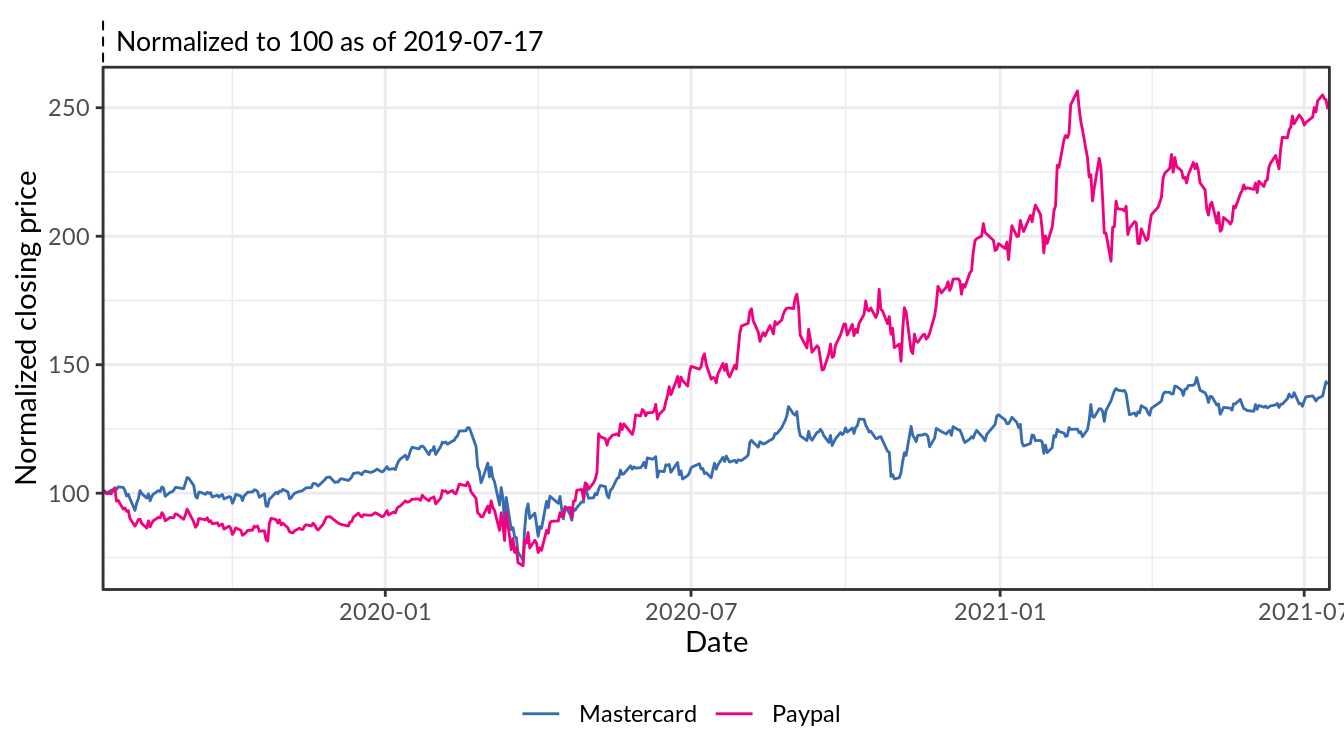 Normalized to 100 as of 2019-07-17
Normalized closing price
250
200
150
100
2020-01
2020-07
2021-01
2021-07
Date
Mastercard
Paypal